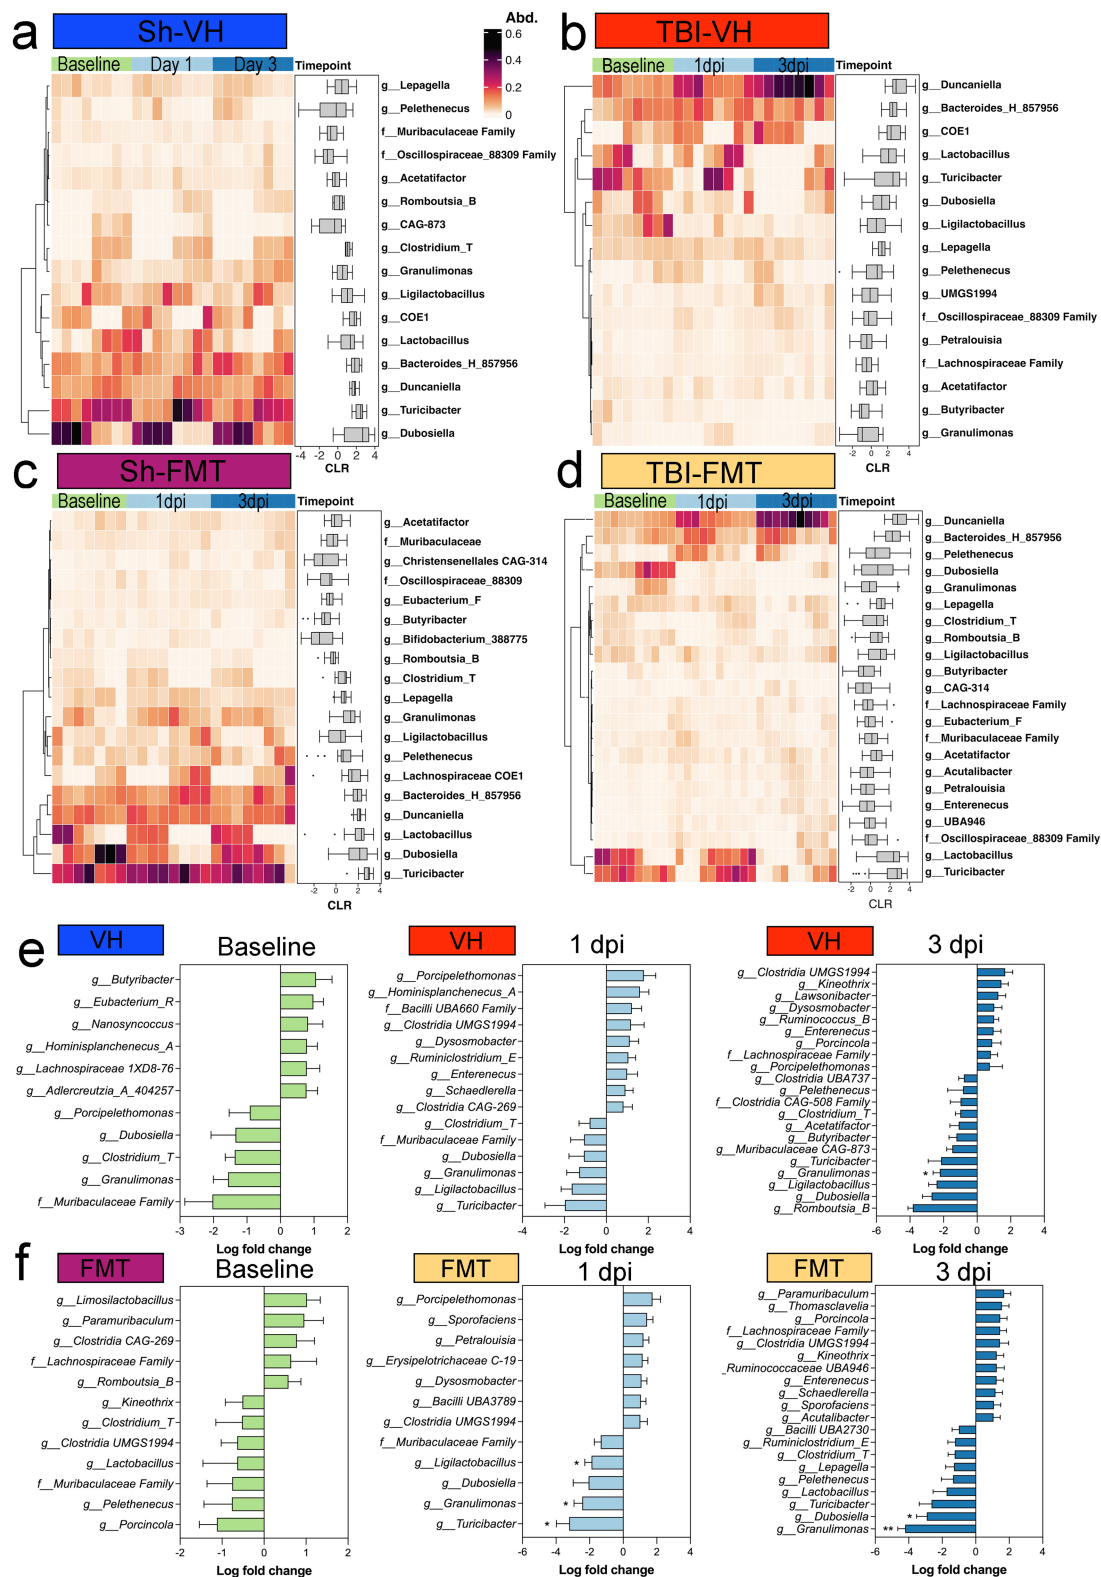 a
Sh-VH
Abd.
0.6
0.4
0.2
0
Baseline
Day 1
Day 3
Timepoint
g__Lepagella
g__Pelethenecus
f__Muribaculaceae Family
f__Oscillospiraceae_88309 Family
g__Acetatifactor
g__Romboutsia_B
g__CAG-873
g__Clostridium_T
g__Granulimonas
g__Ligilactobacillus
g__COE1
g__Lactobacillus
g__Bacteroides_H_857956
g__Duncaniella
g__Turicibacter
g__Dubosiella
-4 -2 0 2 4
CLR
b
TBI-VH
Baseline
1dpi
3dpi
Timepoint
g__Duncaniella
g__Bacteroides_H_857956
g__COE1
g__Lactobacillus
g__Turicibacter
g__Dubosiella
g__Ligilactobacillus
g__Lepagella
g__Pelethenecus
g__UMGS1994
f__Oscillospiraceae_88309 Family
g__Petralouisia
f__Lachnospiraceae Family
g__Acetatifactor
g__Butyribacter
g__Granulimonas
-2 0 2 4
CLR
c
Sh-FMT
Baseline
1dpi
3dpi
Timepoint
g__Acetatifactor
f__Muribaculaceae
g__Christensenellales CAG-314
f__Oscillospiraceae_88309
g__Eubacterium_F
g__Butyribacter
g__Bifidobacterium_388775
g__Romboutsia_B
g__Clostridium_T
g__Lepagella
g__Granulimonas
g__Ligilactobacillus
g__Pelethenecus
g__Lachnospiraceae COE1
g__Bacteroides_H_857956
g__Duncaniella
g__Lactobacillus
g__Dubosiella
g__Turicibacter
-2 0 2 4
CLR
d
TBI-FMT
Baseline
1dpi
3dpi
Timepoint
g__Duncaniella
g__Bacteroides_H_857956
g__Pelethenecus
g__Dubosiella
g__Granulimonas
g__Lepagella
g__Clostridium_T
g__Romboutsia_B
g__Ligilactobacillus
g__Butyribacter
g__CAG-314
f__Lachnospiraceae Family
g__Eubacterium_F
f__Muribaculaceae Family
g__Acetatifactor
g__Acutalibacter
g__Petralouisia
g__Enterenecus
g__UBA946
f__Oscillospiraceae_88309 Family
g__Lactobacillus
g__Turicibacter
-2 0 2 4
CLR
e
VH
Baseline
g__Butyribacter
g__Eubacterium_R
g__Nanosyncoccus
g__Hominisplanchenecus_A
g__Lachnospiraceae 1XD8-76
g__Adlercreutzia_A_404257
g__Porcipelethomonas
g__Dubosiella
g__Clostridium_T
g__Granulimonas
f__Muribaculaceae Family
-3 -2 -1 0 1 2
Log fold change
VH
1 dpi
g__Porcipelethomonas
g__Hominisplanchenecus_A
f__Bacilli UBA660 Family
g__Clostridia UMGS1994
g__Dysosmobacter
g__Ruminiclostridium_E
g__Enterenecus
g__Schaedlerella
g__Clostridia CAG-269
g__Clostridium_T
f__Muribaculaceae Family
g__Dubosiella
g__Granulimonas
g__Ligilactobacillus
g__Turicibacter
-4 -2 0 2 4
Log fold change
VH
3 dpi
g__Clostridia UMGS1994
g__Kineothrix
g__Lawsonibacter
g__Dysosmobacter
g__Ruminococcus_B
g__Enterenecus
g__Porcincola
f__Lachnospiraceae Family
g__Porcipelethomonas
g__Clostridia UBA737
g__Pelethenecus
f__Clostridia CAG-508 Family
g__Clostridium_T
g__Acetatifactor
g__Butyribacter
g__Muribaculaceae CAG-873
g__Turicibacter
g__Granulimonas *
g__Ligilactobacillus
g__Dubosiella
g__Romboutsia_B
-6 -4 -2 0 2 4
Log fold change
f
FMT
Baseline
g__Limosilactobacillus
g__Paramuribaculum
g__Clostridia CAG-269
f__Lachnospiraceae Family
g__Romboutsia_B
g__Kineothrix
g__Clostridium_T
g__Clostridia UMGS1994
g__Lactobacillus
f__Muribaculaceae Family
g__Pelethenecus
g__Porcincola
-2 -1 0 1 2
Log fold change
FMT
1 dpi
g__Porcipelethomonas
g__Sporofaciens
g__Petralouisia
g__Erysipelotrichaceae C-19
g__Dysosmobacter
g__Bacilli UBA3789
g__Clostridia UMGS1994
f__Muribaculaceae Family
g__Ligilactobacillus *
g__Dubosiella
g__Granulimonas *
g__Turicibacter *
-6 -4 -2 0 2 4
Log fold change
FMT
3 dpi
g__Paramuribaculum
g__Thomasclavelia
g__Porcincola
f__Lachnospiraceae Family
g__Clostridia UMGS1994
g__Kineothrix
_Ruminococcaceae UBA946
g__Enterenecus
g__Schaedlerella
g__Sporofaciens
g__Acutalibacter
g__Bacilli UBA2730
g__Ruminiclostridium_E
g__Clostridium_T
g__Lepagella
g__Pelethenecus
g__Lactobacillus
g__Turicibacter
g__Dubosiella *
g__Granulimonas **
-6 -4 -2 0 2 4
Log fold change